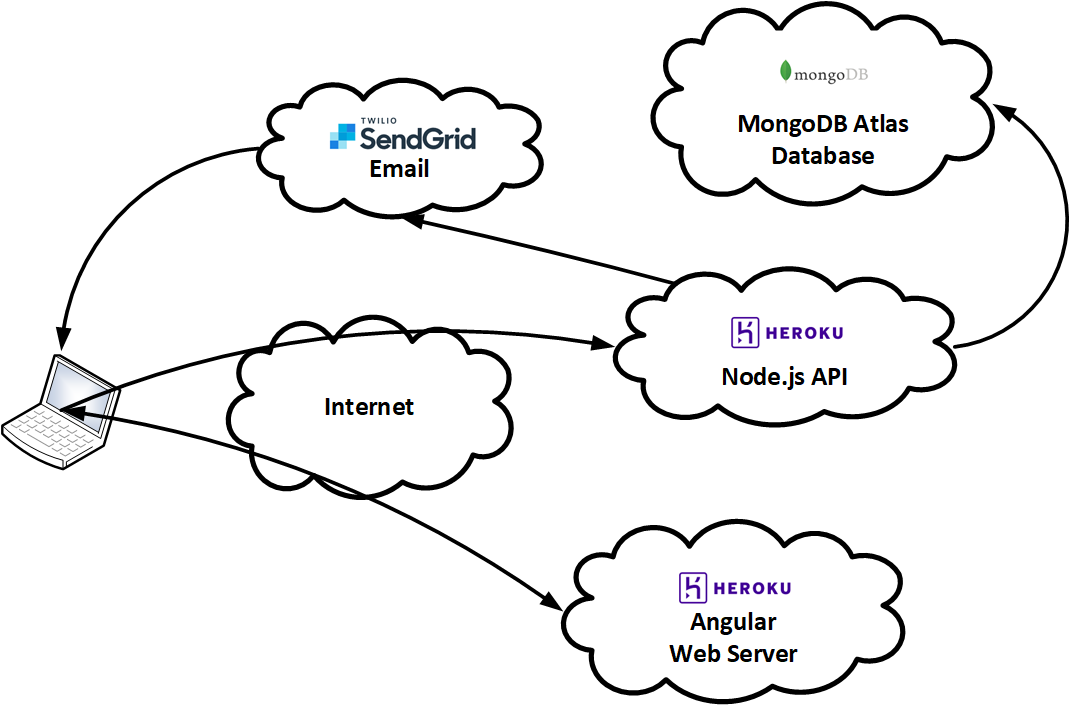 mongoDB
MongoDB Atlas
Database
TWILIO
SendGrid
Email
HEROKU
Node.js API
Internet
HEROKU
Angular
Web Server